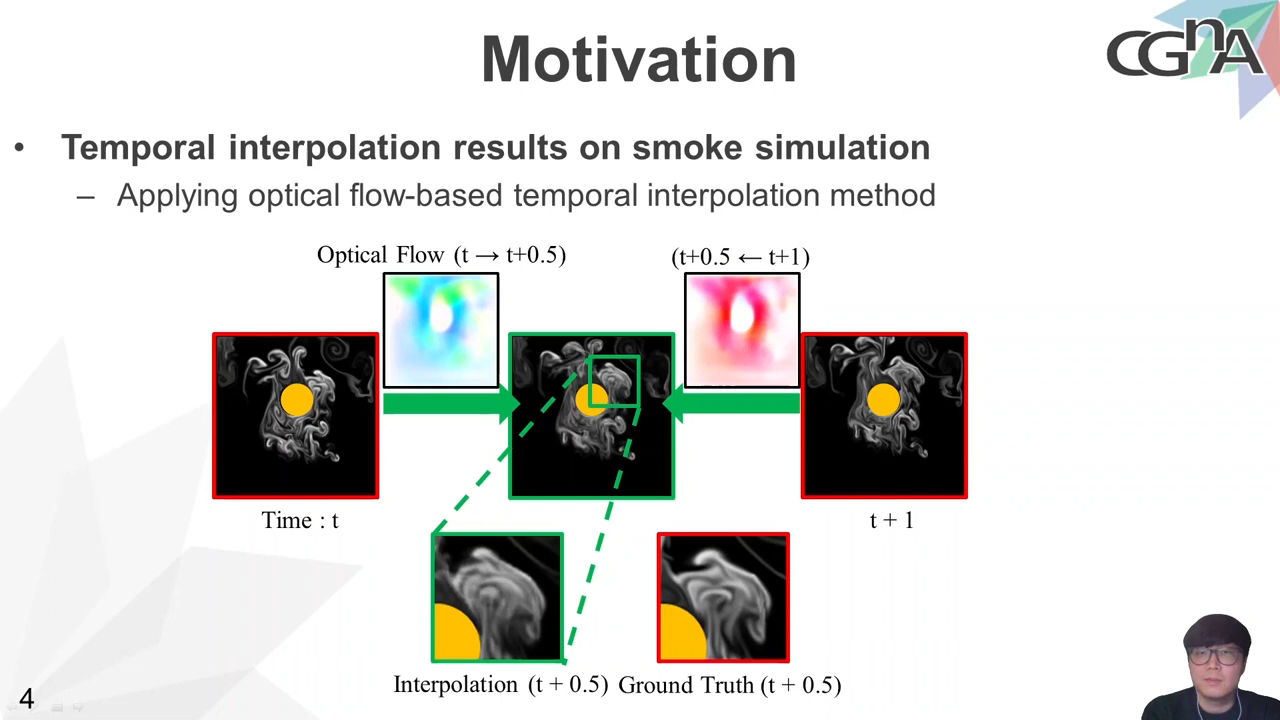 Motivation
CGnA
• Temporal interpolation results on smoke simulation
– Applying optical flow-based temporal interpolation method
Optical Flow (t → t+0.5)
(t+0.5 ← t+1)
Time : t
t + 1
Interpolation (t + 0.5)
Ground Truth (t + 0.5)
4